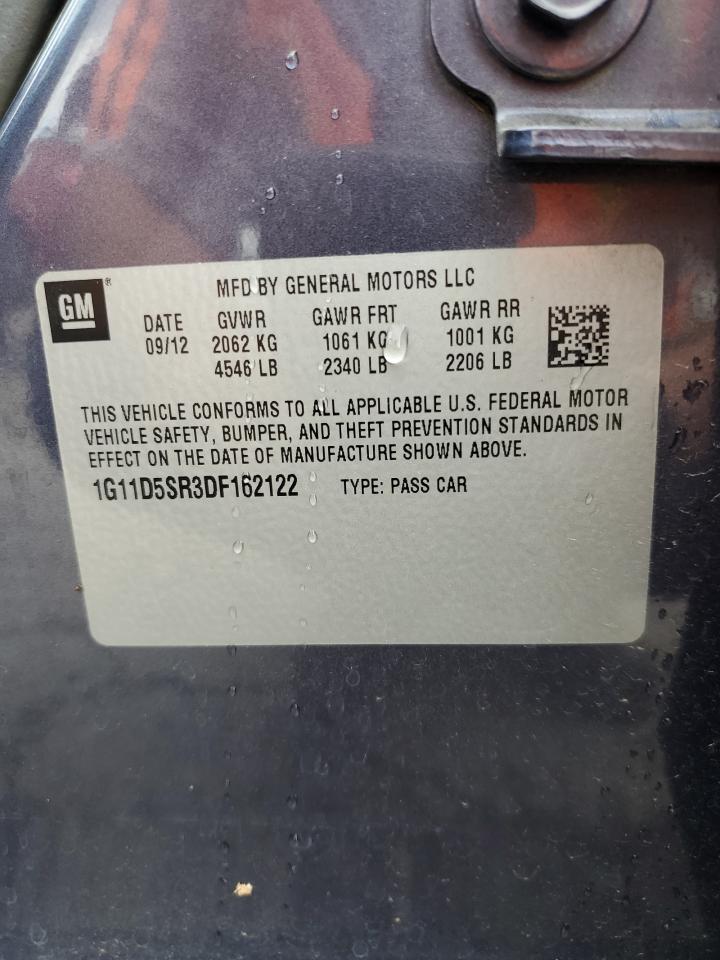 GM®
MFD BY GENERAL MOTORS LLC
DATE GVWR GAWR FRT GAWR RR
09/12 2062 KG 1061 KG 1001 KG
4546 LB 2340 LB 2206 LB
THIS VEHICLE CONFORMS TO ALL APPLICABLE U.S. FEDERAL MOTOR
VEHICLE SAFETY, BUMPER, AND THEFT PREVENTION STANDARDS IN
EFFECT ON THE DATE OF MANUFACTURE SHOWN ABOVE.
1G11D5SR3DF162122 TYPE: PASS CAR